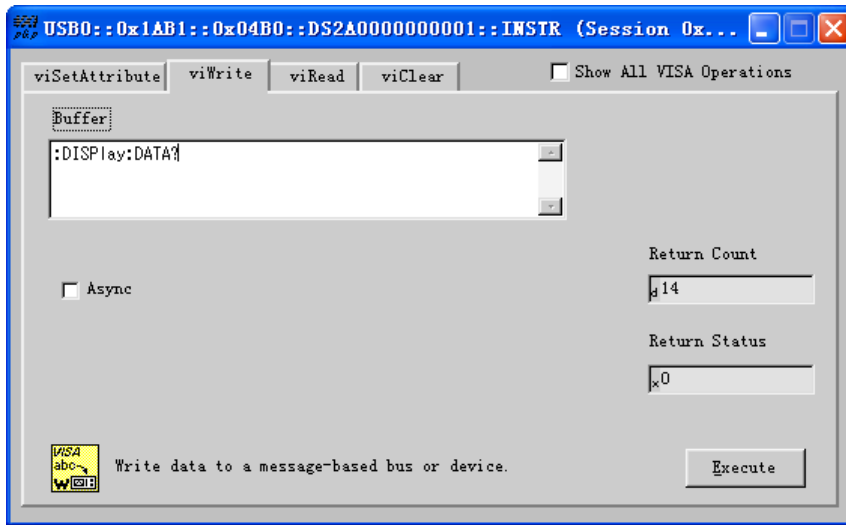 USB0::0x1AB1::0x04B0::DS2A0000000001::INSTR (Session 0x...
viSetAttribute viWrite viRead viClear Show All VISA Operations
Buffer
:DISPlay:DATA?
Return Count
d 14
Async
Return Status
x 0
VISA
abc
W
Write data to a message-based bus or device.
Execute